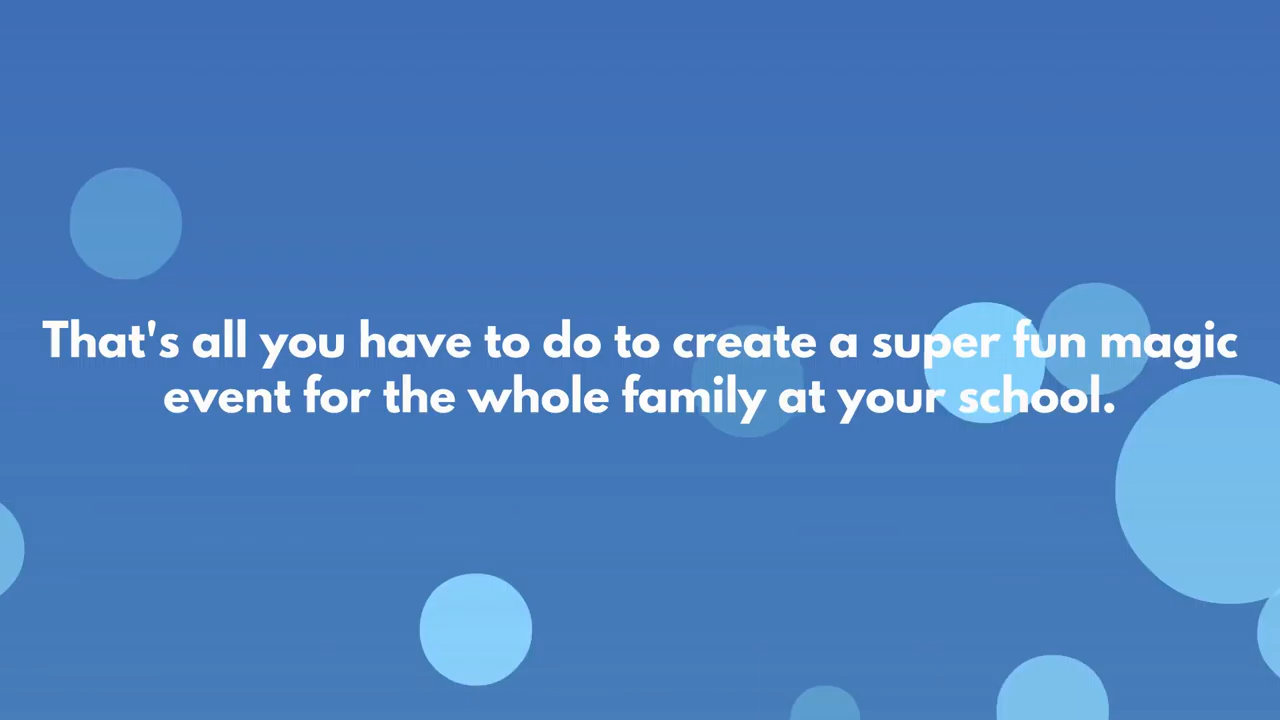 That's all you have to do to create a super fun magic
event for the whole family at your school.